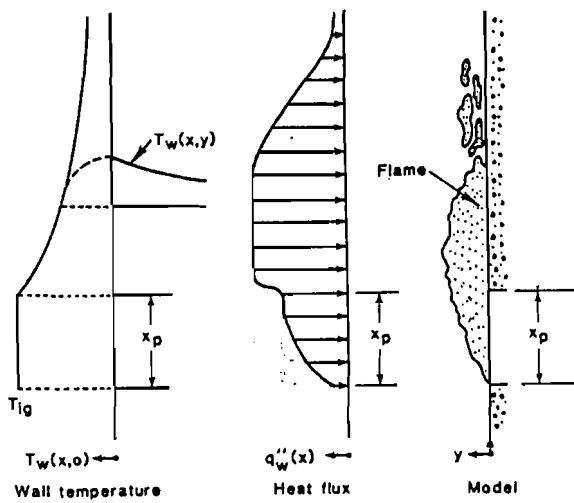 T_w(x,y)
Flame
x_p
x_p
x_p
T_ig
T_w(x,o)
q''_w(x)
y
Wall temperature
Heat flux
Model